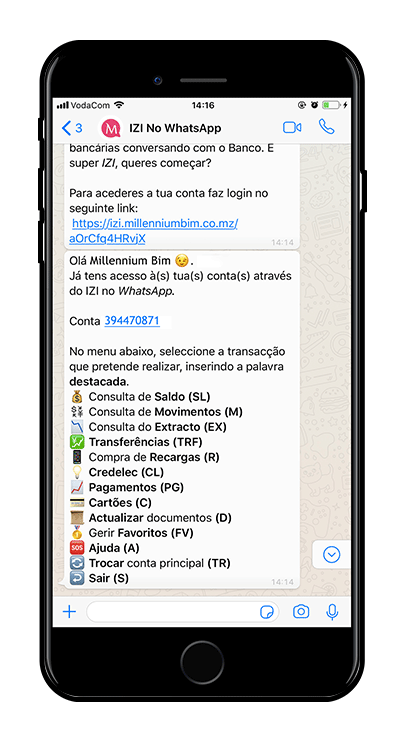 VodaCom
14:16
3
M
IZI No WhatsApp
bancárias conversando com o Banco. É
super IZI, queres começar?
Para acederes a tua conta faz login no
seguinte link:
https://izi.millenniumbim.co.mz/
aOrCfq4HRvjX
14:14
Olá Millennium Bim 😉.
Já tens acesso à(s) tua(s) conta(s) através
do IZI no WhatsApp.
Conta 394470871
No menu abaixo, seleccione a transacção
que pretende realizar, inserindo a palavra
destacada.
Consulta de Saldo (SL)
Consulta de Movimentos (M)
Consulta do Extracto (EX)
Transferências (TRF)
Compra de Recargas (R)
Credelec (CL)
Pagamentos (PG)
Cartões (C)
Actualizar documentos (D)
Gerir Favoritos (FV)
SOS Ajuda (A)
Trocar conta principal (TR)
Sair (S)
14:14